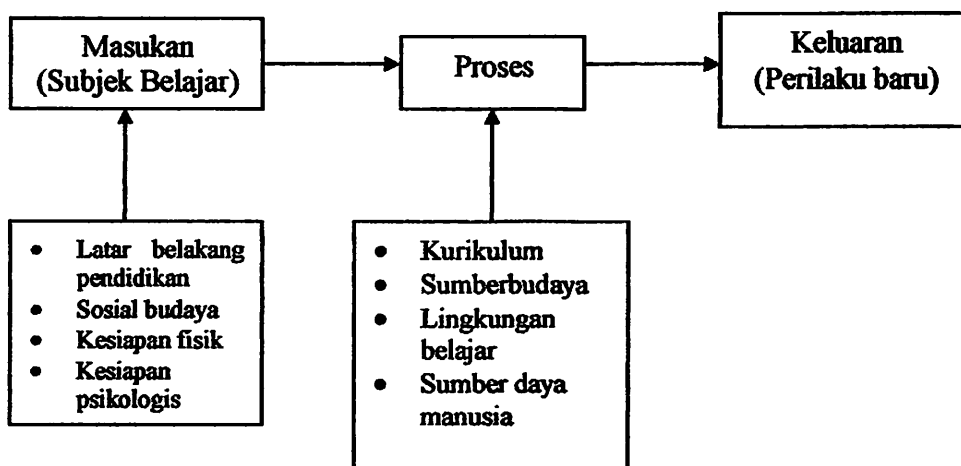 Masukan
(Subjek Belajar)
Proses
Keluaran
(Perilaku baru)
• Latar belakang
pendidikan
• Sosial budaya
• Kesiapan fisik
• Kesiapan
psikologis
• Kurikulum
• Sumberbudaya
• Lingkungan
belajar
• Sumber daya
manusia